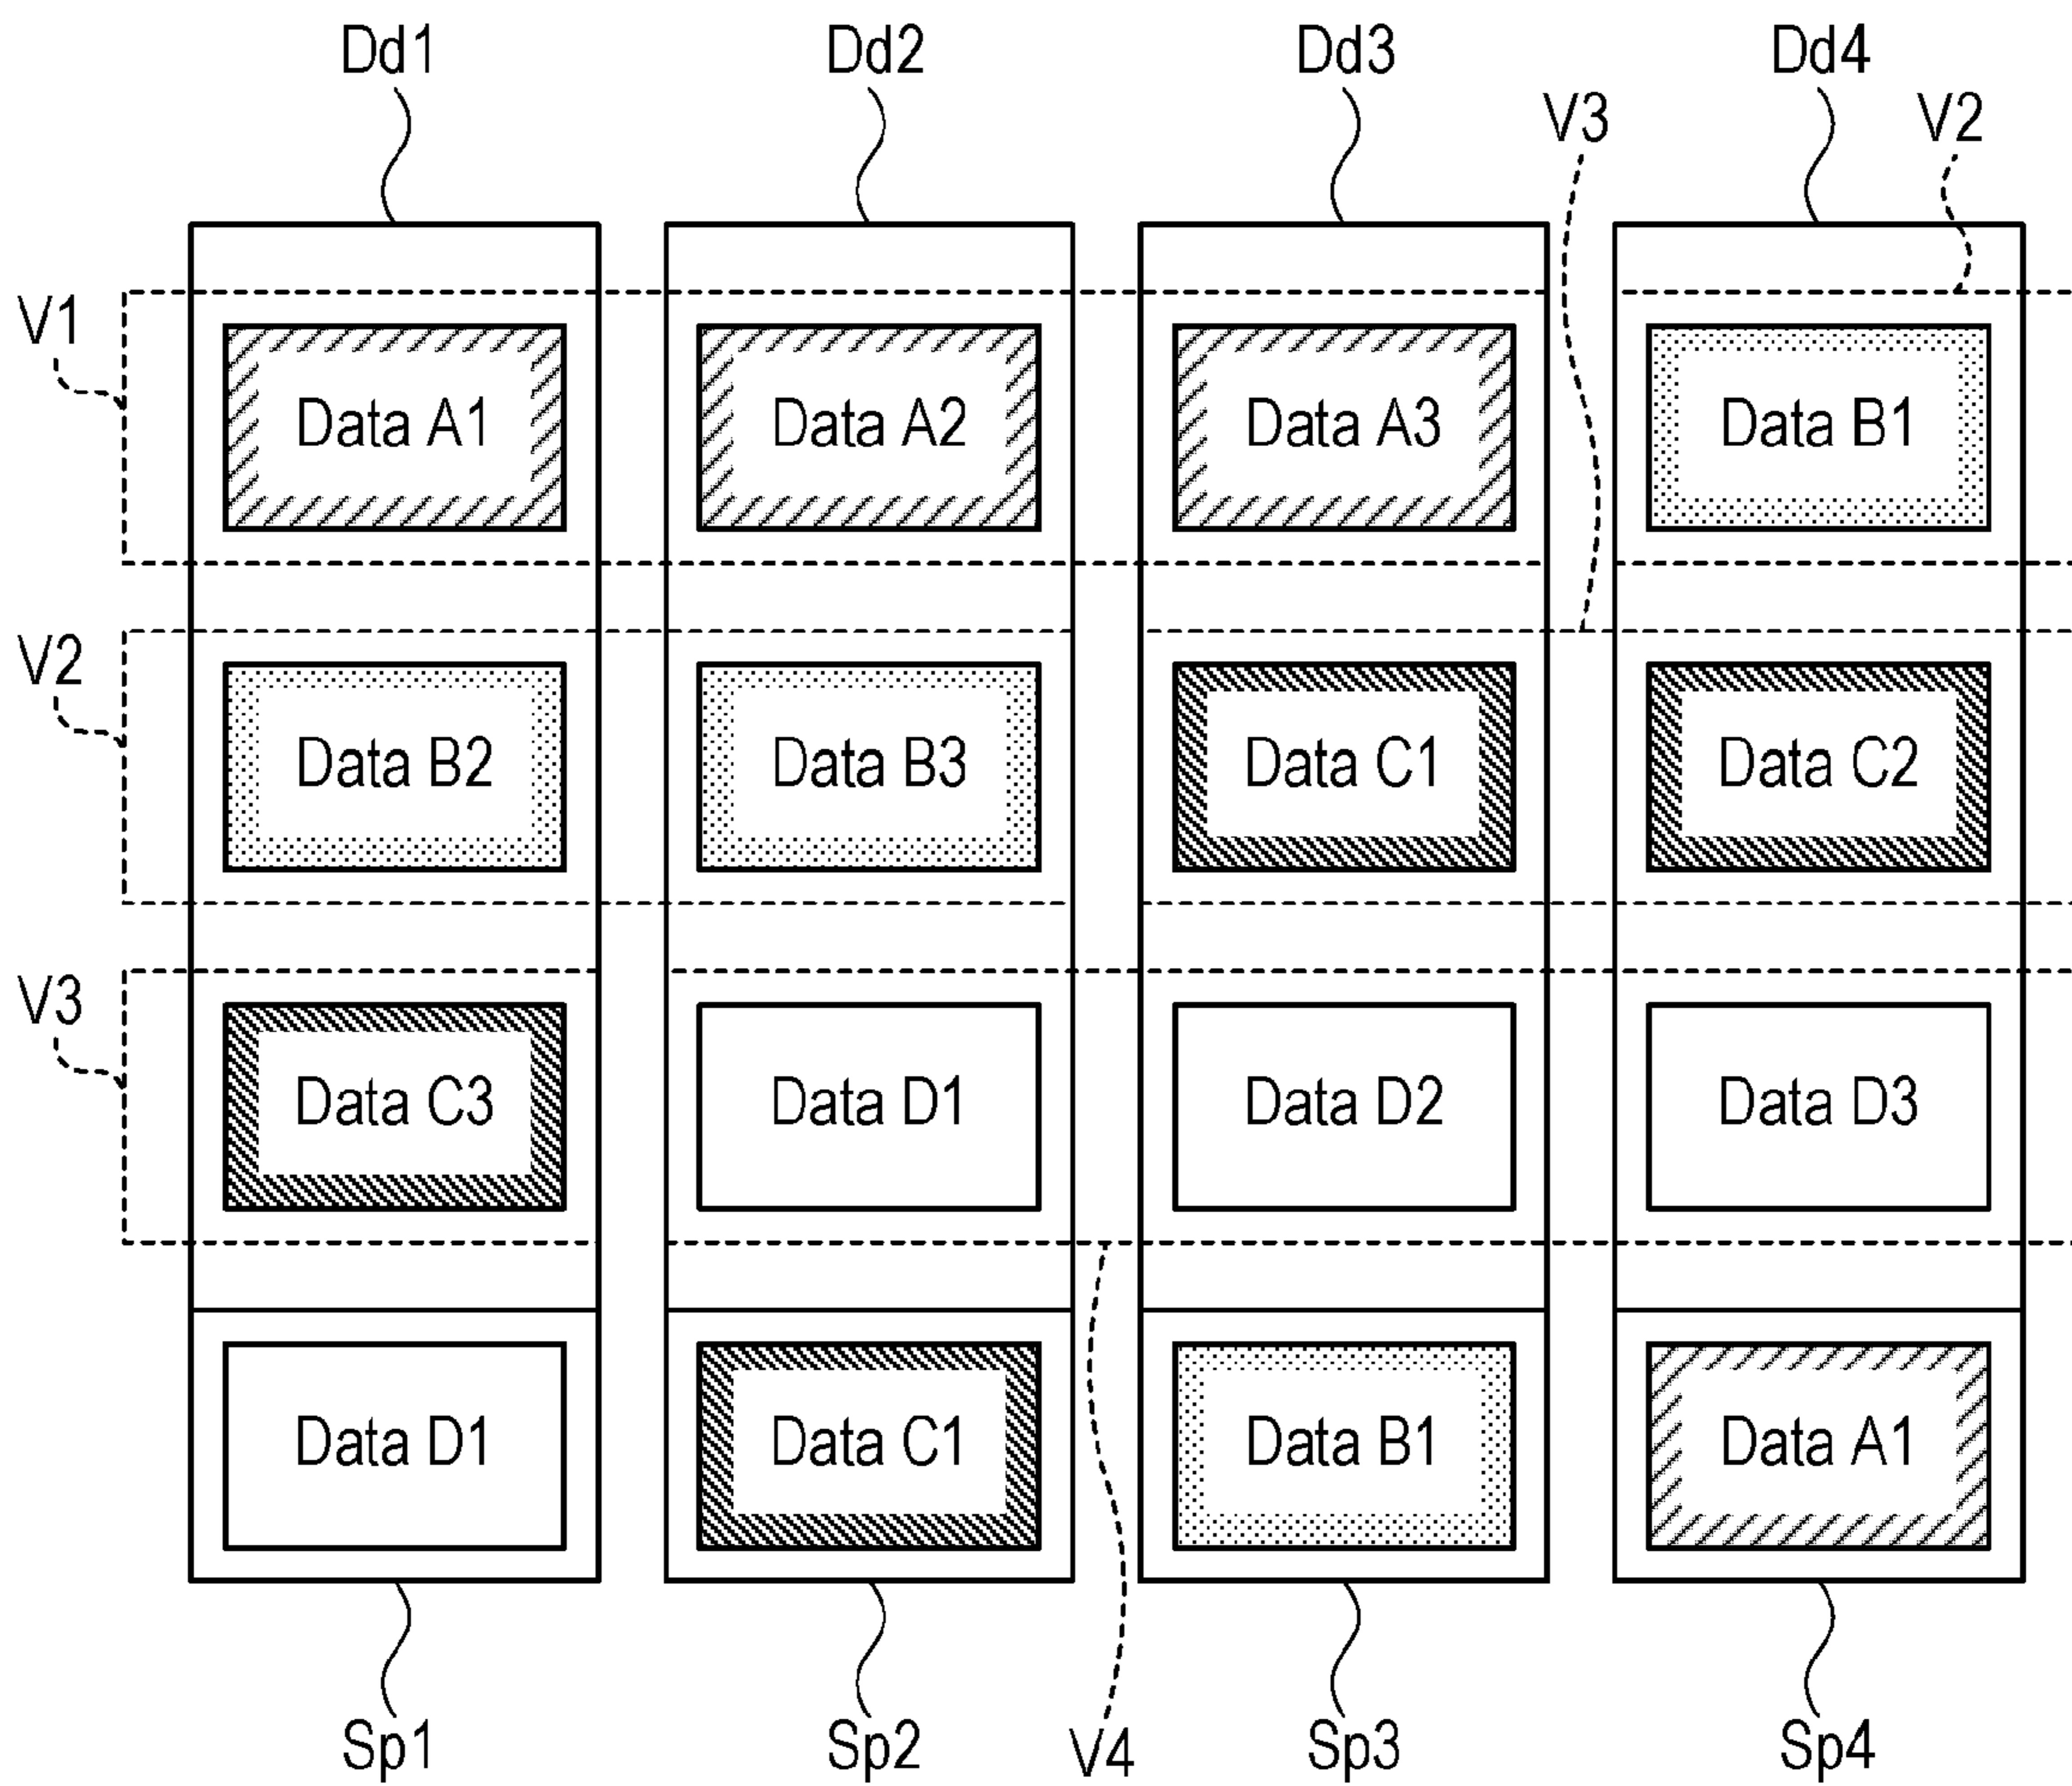 Dd1 Dd2 Dd3 Dd4
V3 V2
V1
Data A1 Data A2 Data A3 Data B1
V2
Data B2 Data B3 Data C1 Data C2
V3
Data C3 Data D1 Data D2 Data D3
Data D1 Data C1 Data B1 Data A1
Sp1 Sp2 V4 Sp3 Sp4